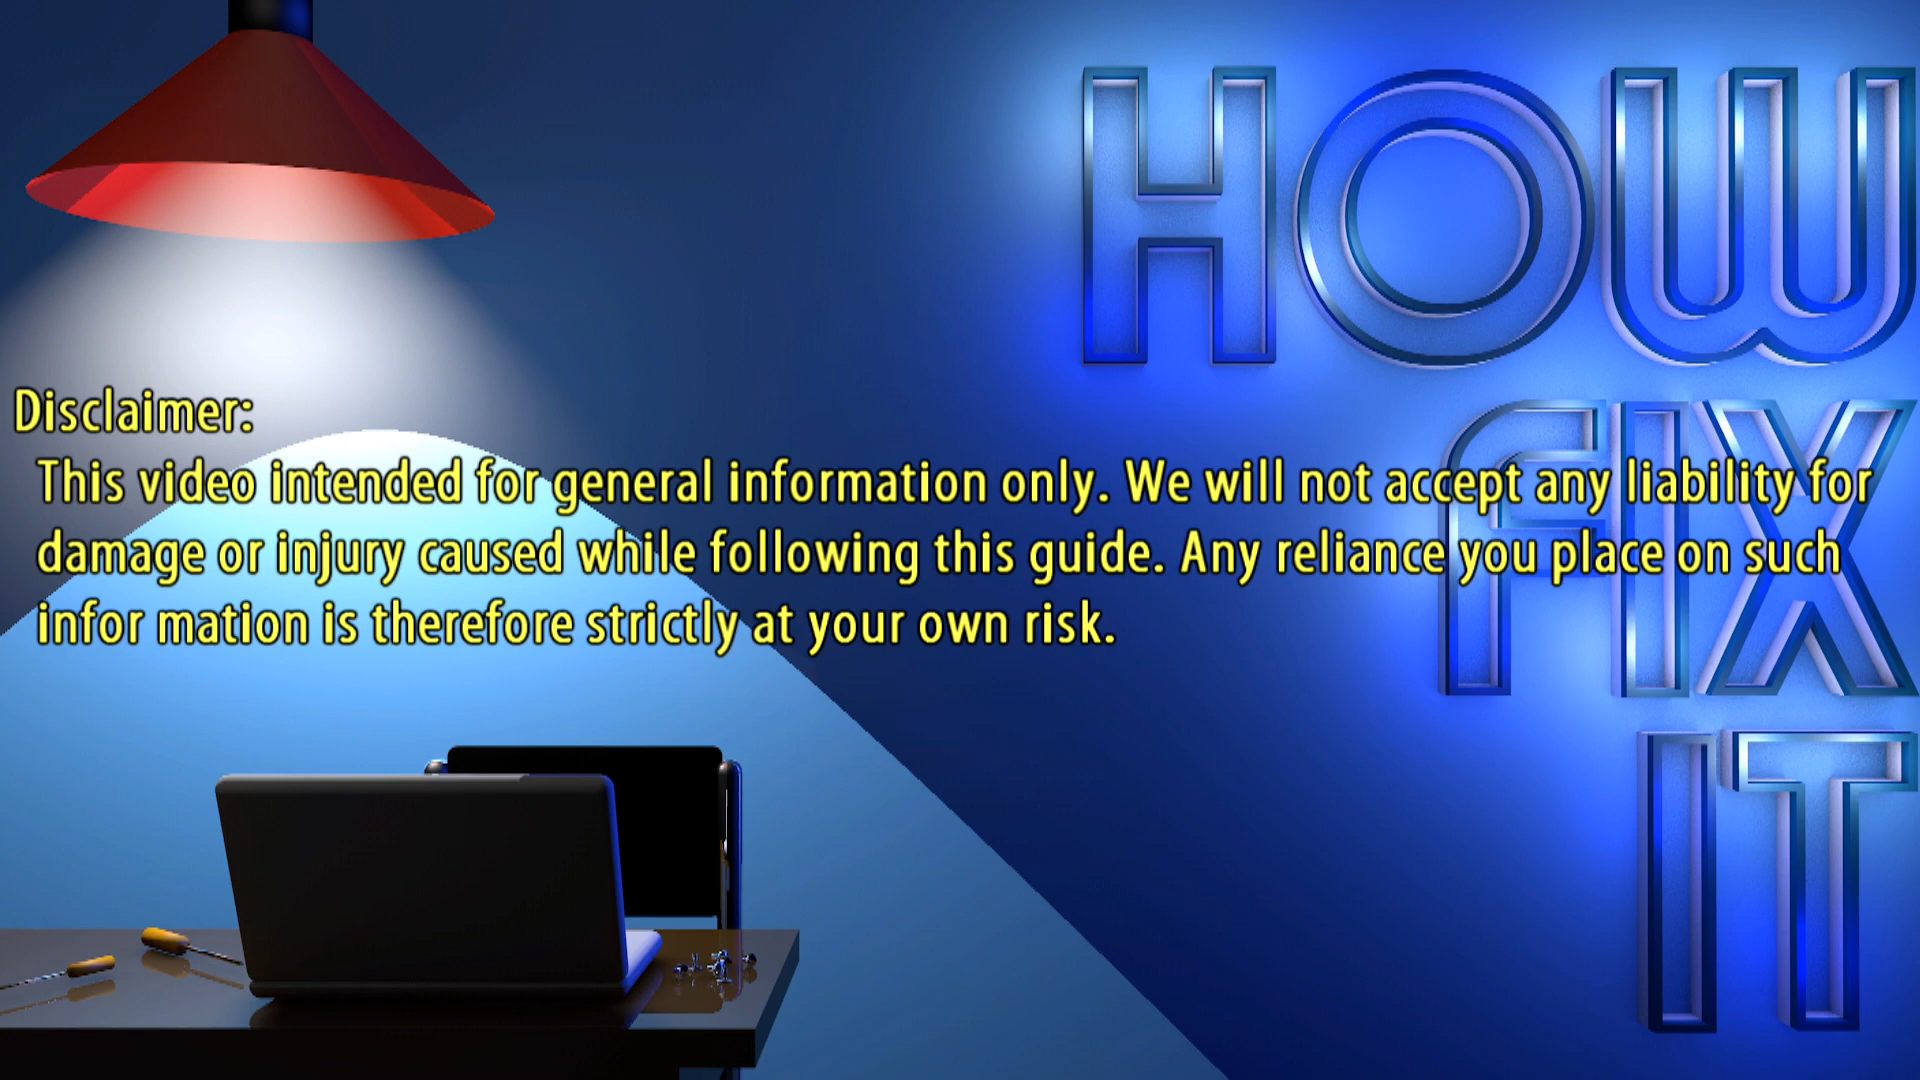 HOW
FIX
IT
Disclaimer:
This video intended for general information only. We will not accept any liability for
damage or injury caused while following this guide. Any reliance you place on such
infor mation is therefore strictly at your own risk.